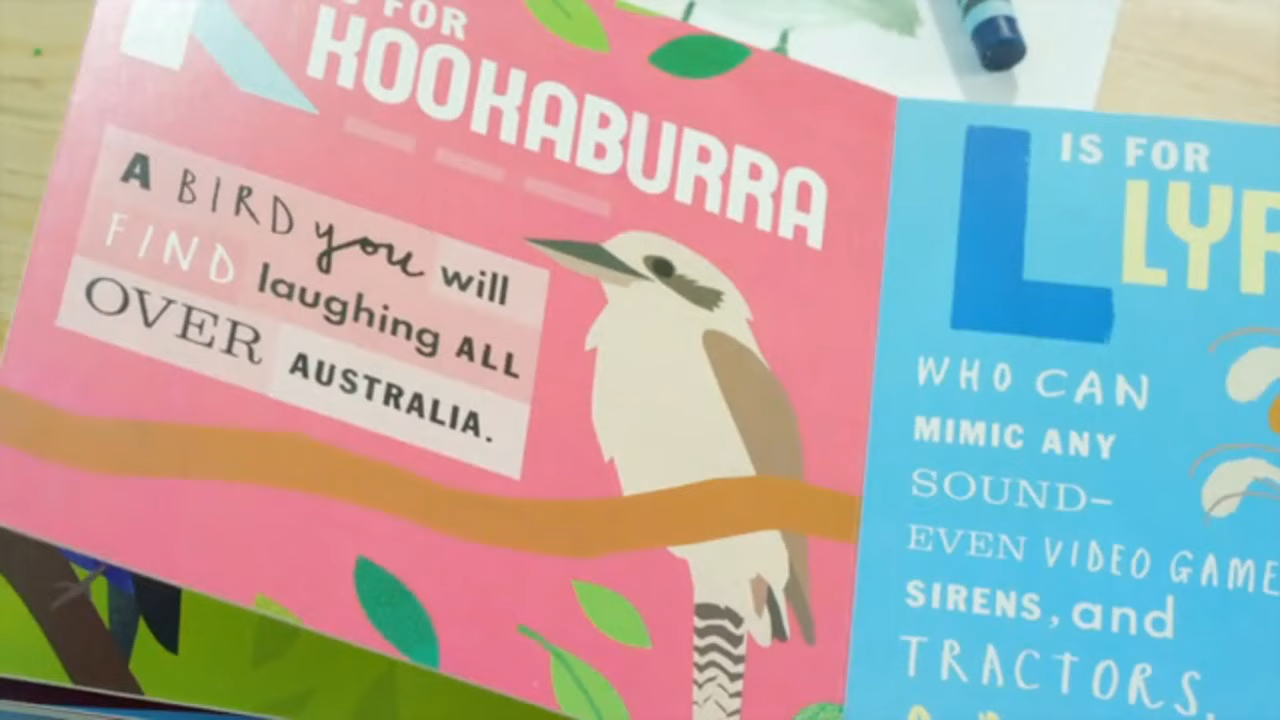 FOR
KOOKABURRA
A BIRD you will
FIND laughing ALL
OVER AUSTRALIA.
L IS FOR
WHO CAN
MIMIC ANY
SOUND-
EVEN VIDEO GAME
SIRENS, and
TRACTORS.